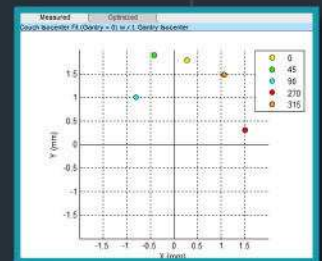 Measured Optimized
Couch Isocenter Fit (Gantry = 0) w.r.t. Gantry Isocenter
0
45
90
270
315
1.5
1
0.5
0
-0.5
-1
-1.5
Y (mm)
-1.5 -1 -0.5 0 0.5 1 1.5
X (mm)